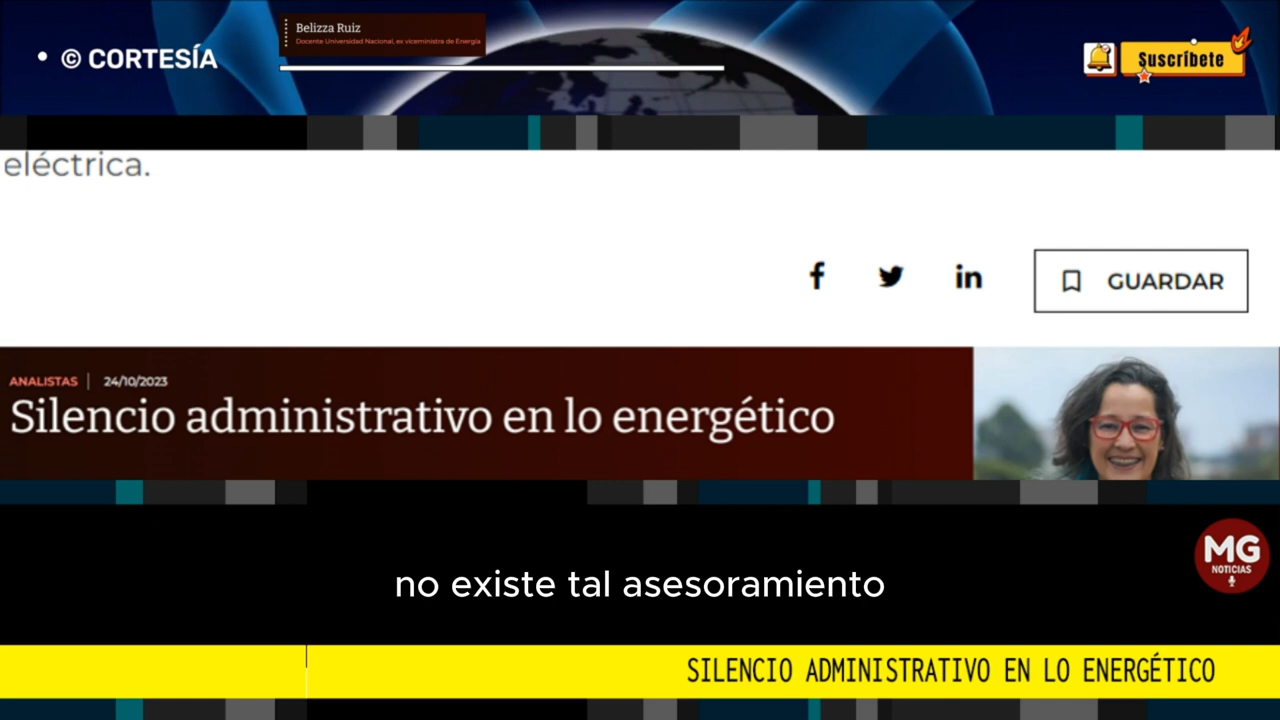 Belizza Ruiz
Docente Universidad Nacional, ex viceministra de Energía
• © CORTESÍA
Suscríbete
eléctrica.
GUARDAR
ANALISTAS | 24/10/2023
Silencio administrativo en lo energético
MG
NOTICIAS
no existe tal asesoramiento
SILENCIO ADMINISTRATIVO EN LO ENERGÉTICO